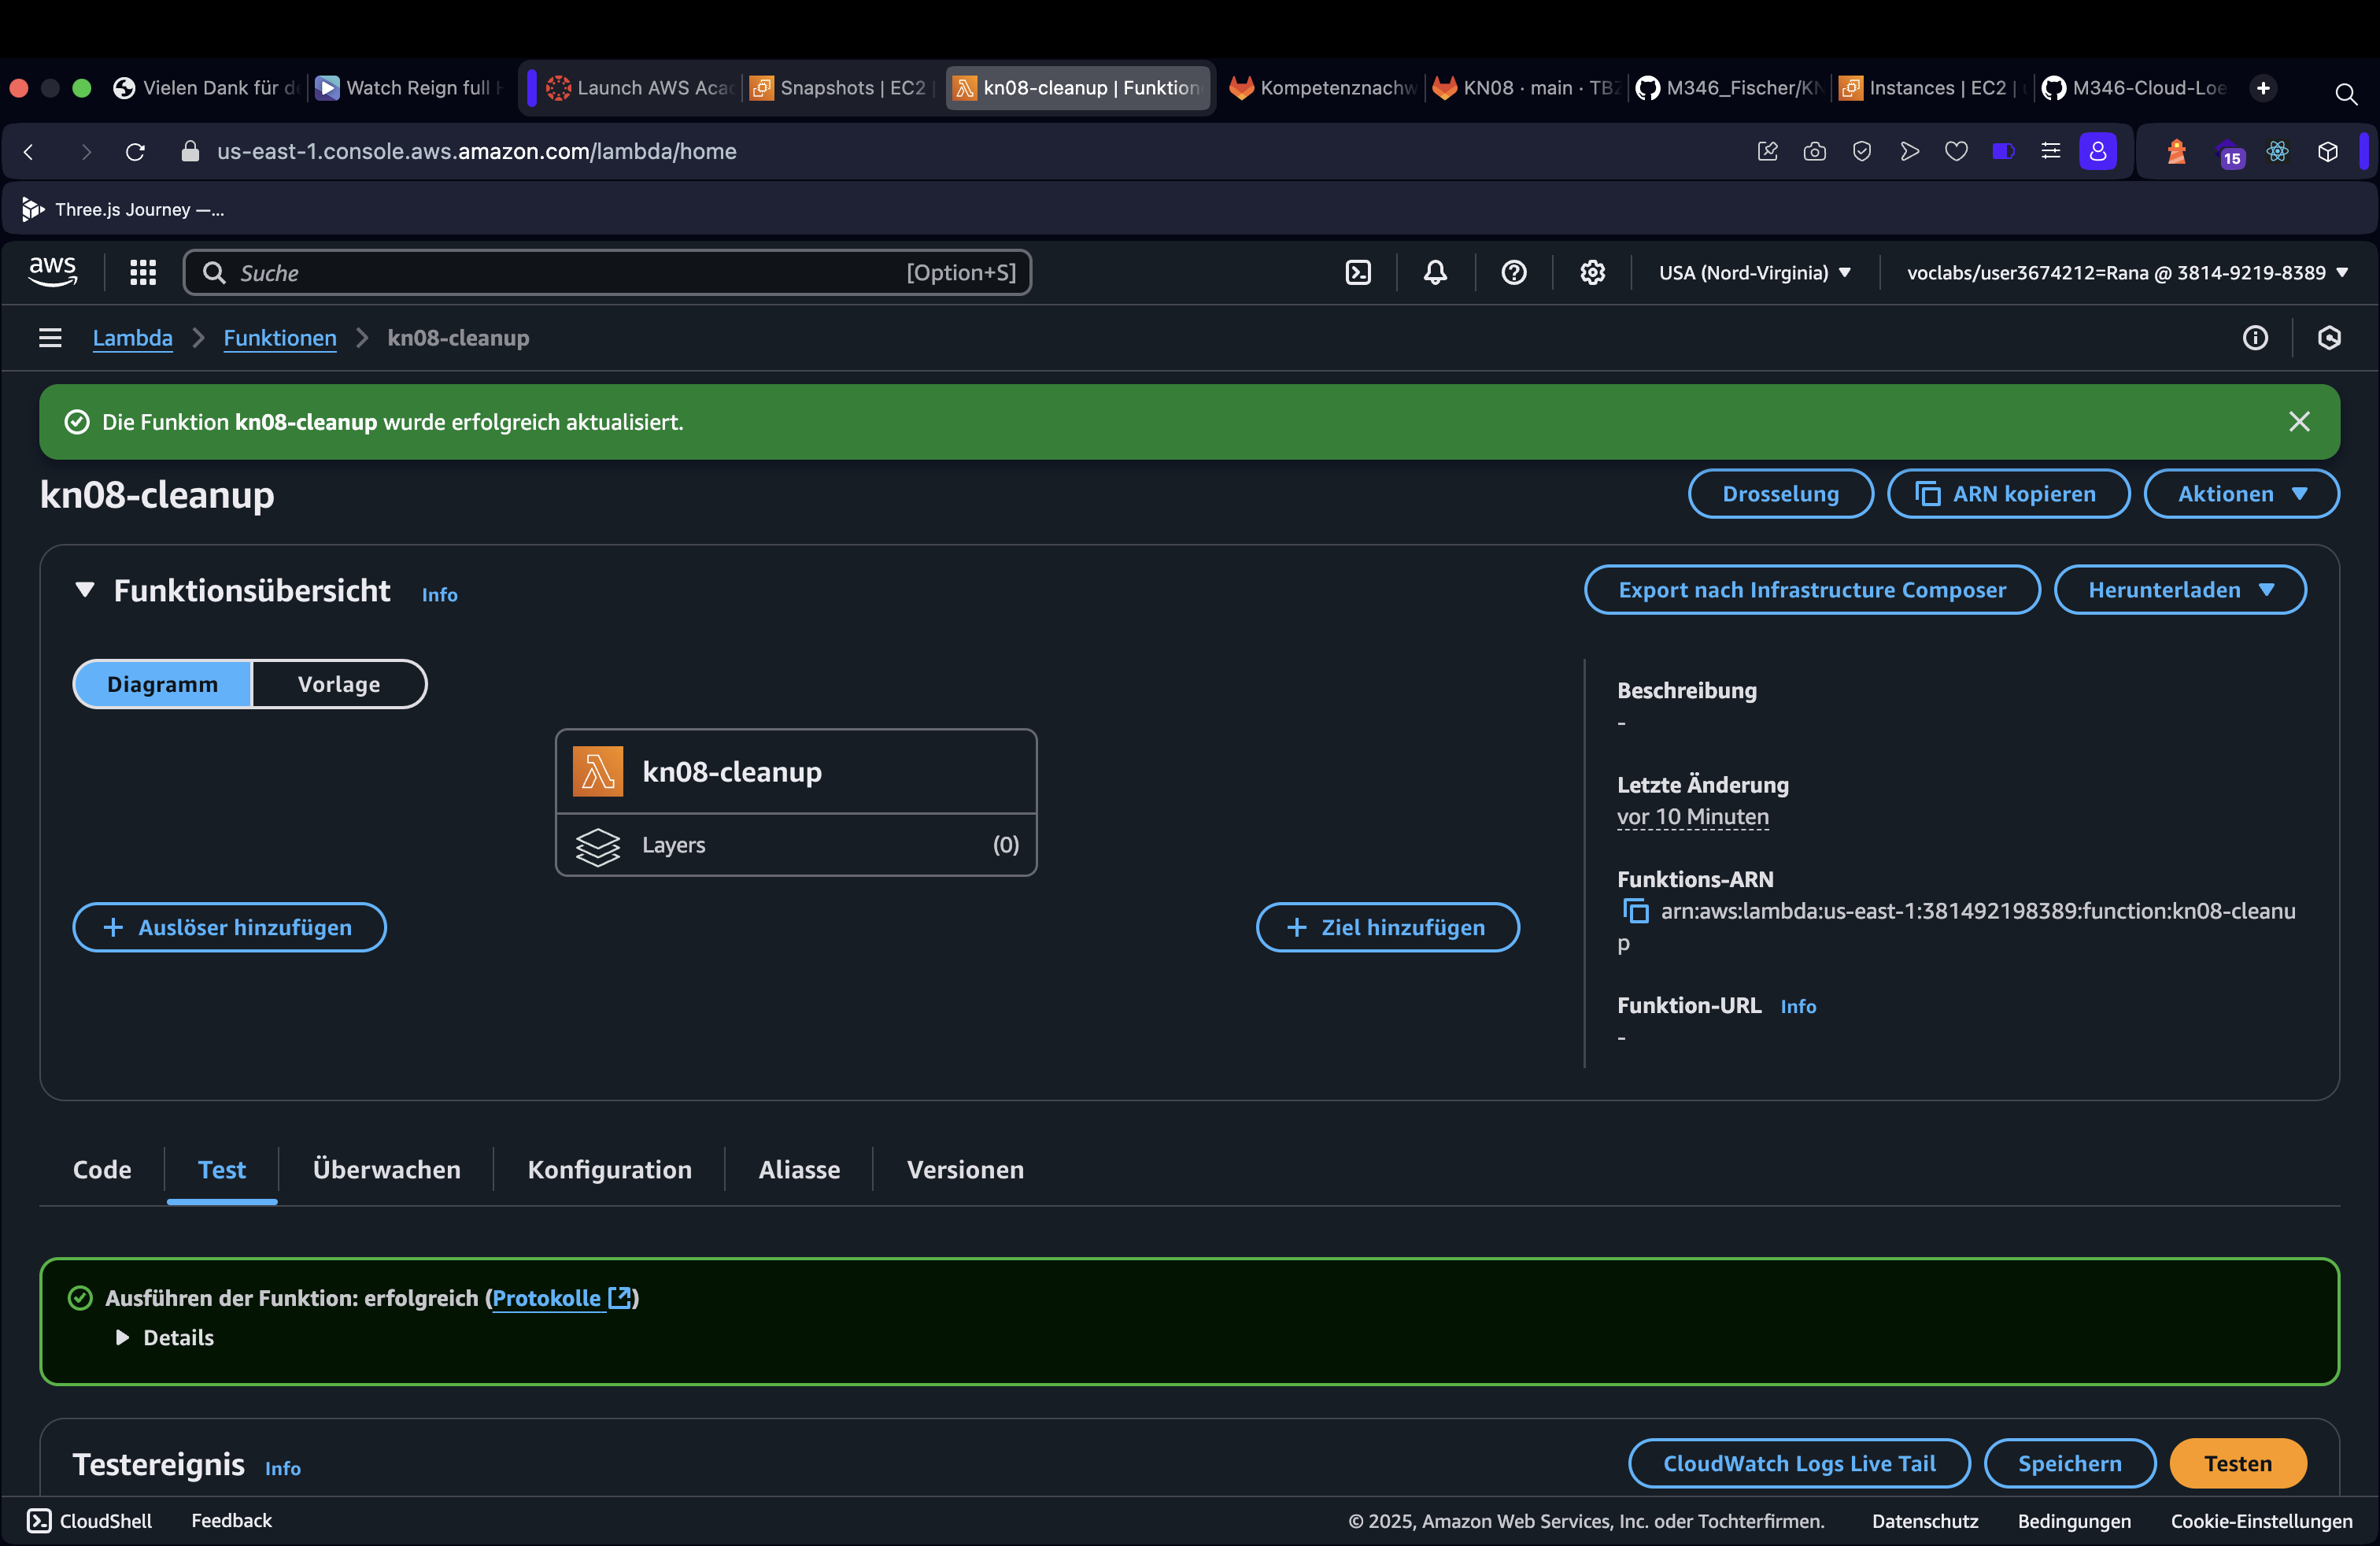 Vielen Dank für d
Watch Reign full
Launch AWS Aca
Snapshots | EC2 |
kn08-cleanup | Funktion
Kompetenznachw
KN08 · main · TBZ
M346_Fischer/KN
Instances | EC2 |
M346-Cloud-Loe
us-east-1.console.aws.amazon.com/lambda/home
15
Three.js Journey —...
aws
Suche
[Option+S]
USA (Nord-Virginia)
voclabs/user3674212=Rana @ 3814-9219-8389
Lambda
Funktionen
kn08-cleanup
Die Funktion kn08-cleanup wurde erfolgreich aktualisiert.
kn08-cleanup
Drosselung
ARN kopieren
Aktionen
Funktionsübersicht
Info
Export nach Infrastructure Composer
Herunterladen
Diagramm
Vorlage
kn08-cleanup
Layers
(0)
Auslöser hinzufügen
Ziel hinzufügen
Beschreibung
-
Letzte Änderung
vor 10 Minuten
Funktions-ARN
arn:aws:lambda:us-east-1:381492198389:function:kn08-cleanu
p
Funktion-URL
Info
-
Code
Test
Überwachen
Konfiguration
Aliasse
Versionen
Ausführen der Funktion: erfolgreich (Protokolle)
Details
Testereignis
Info
CloudWatch Logs Live Tail
Speichern
Testen
CloudShell
Feedback
© 2025, Amazon Web Services, Inc. oder Tochterfirmen.
Datenschutz
Bedingungen
Cookie-Einstellungen